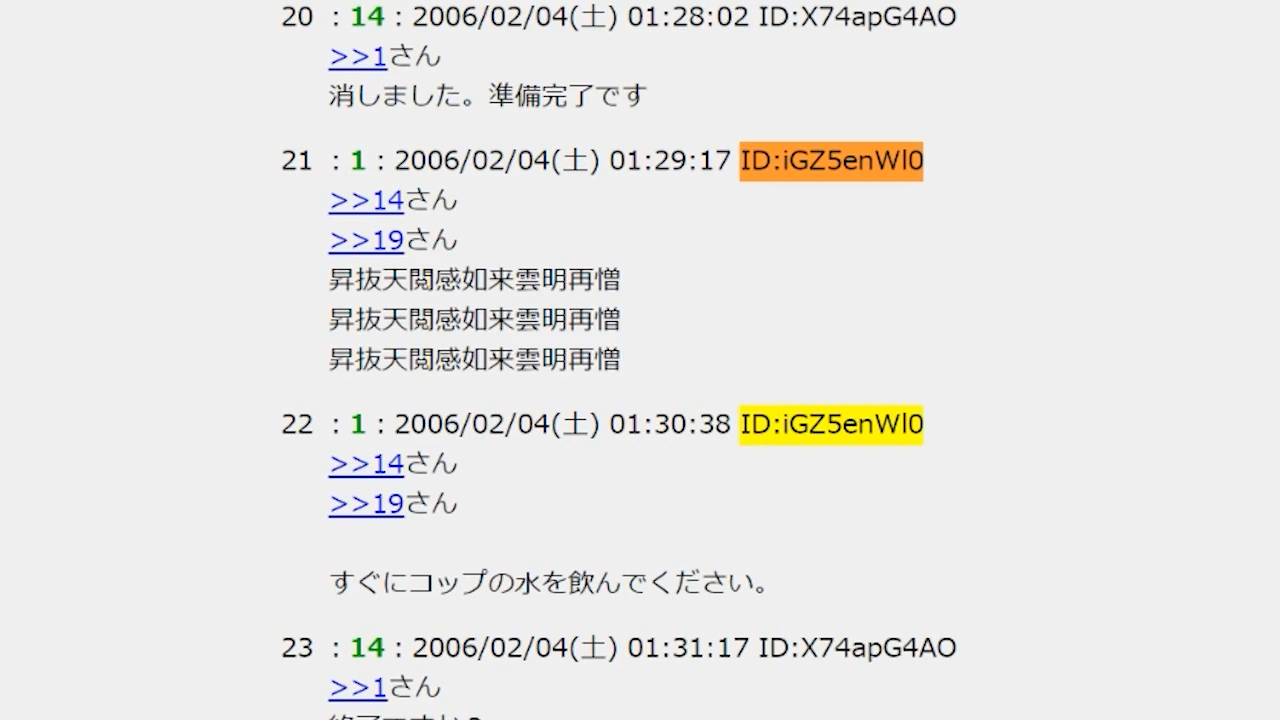 20 : 14 : 2006/02/04(土) 01:28:02 ID:X74apG4AO
>>1さん
消しました。準備完了です
21 : 1 : 2006/02/04(土) 01:29:17 ID:iGZ5enWl0
>>14さん
>>19さん
昇抜天閲感如来雲明再憎
昇抜天閲感如来雲明再憎
昇抜天閲感如来雲明再憎
22 : 1 : 2006/02/04(土) 01:30:38 ID:iGZ5enWl0
>>14さん
>>19さん
すぐにコップの水を飲んでください。
23 : 14 : 2006/02/04(土) 01:31:17 ID:X74apG4AO
>>1さん